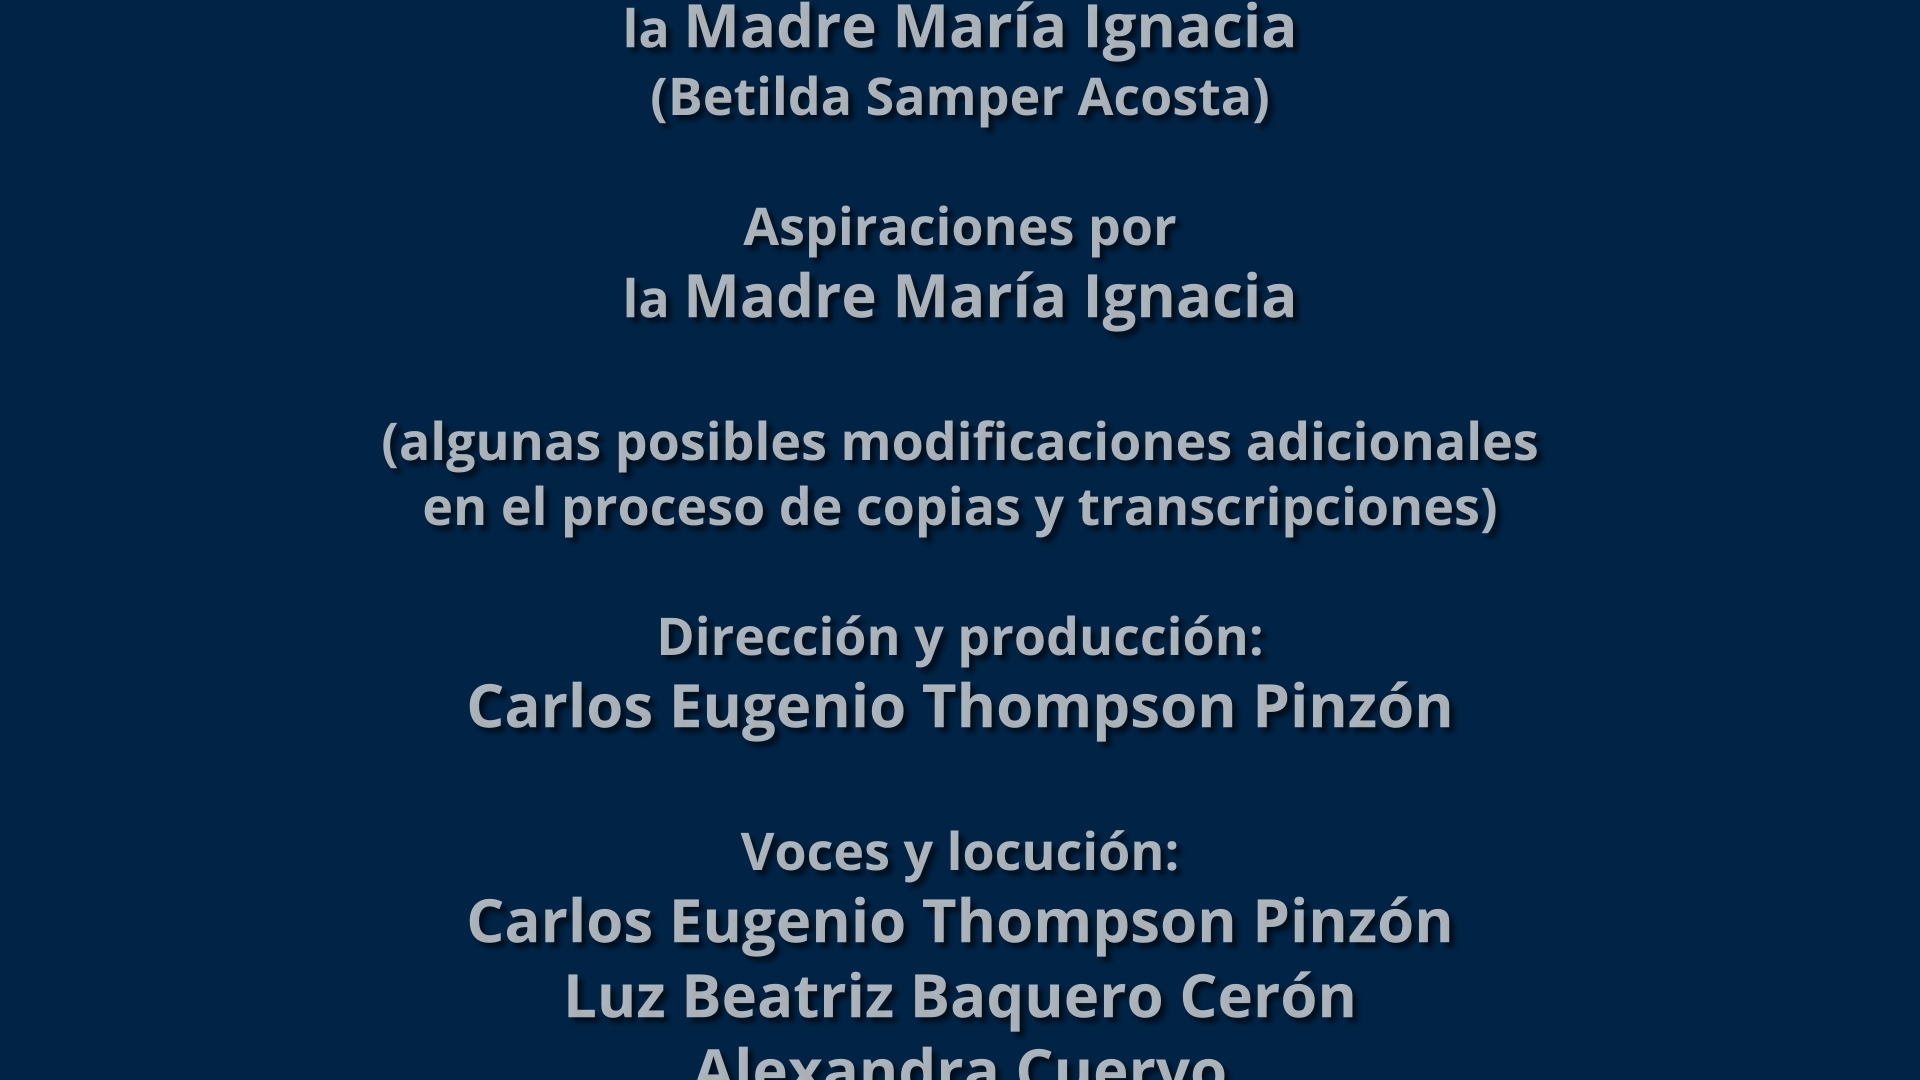 la Madre María Ignacia
(Betilda Samper Acosta)
Aspiraciones por
la Madre María Ignacia
(algunas posibles modificaciones adicionales
en el proceso de copias y transcripciones)
Dirección y producción:
Carlos Eugenio Thompson Pinzón
Voces y locución:
Carlos Eugenio Thompson Pinzón
Luz Beatriz Baquero Cerón
Alexandra Cuervo